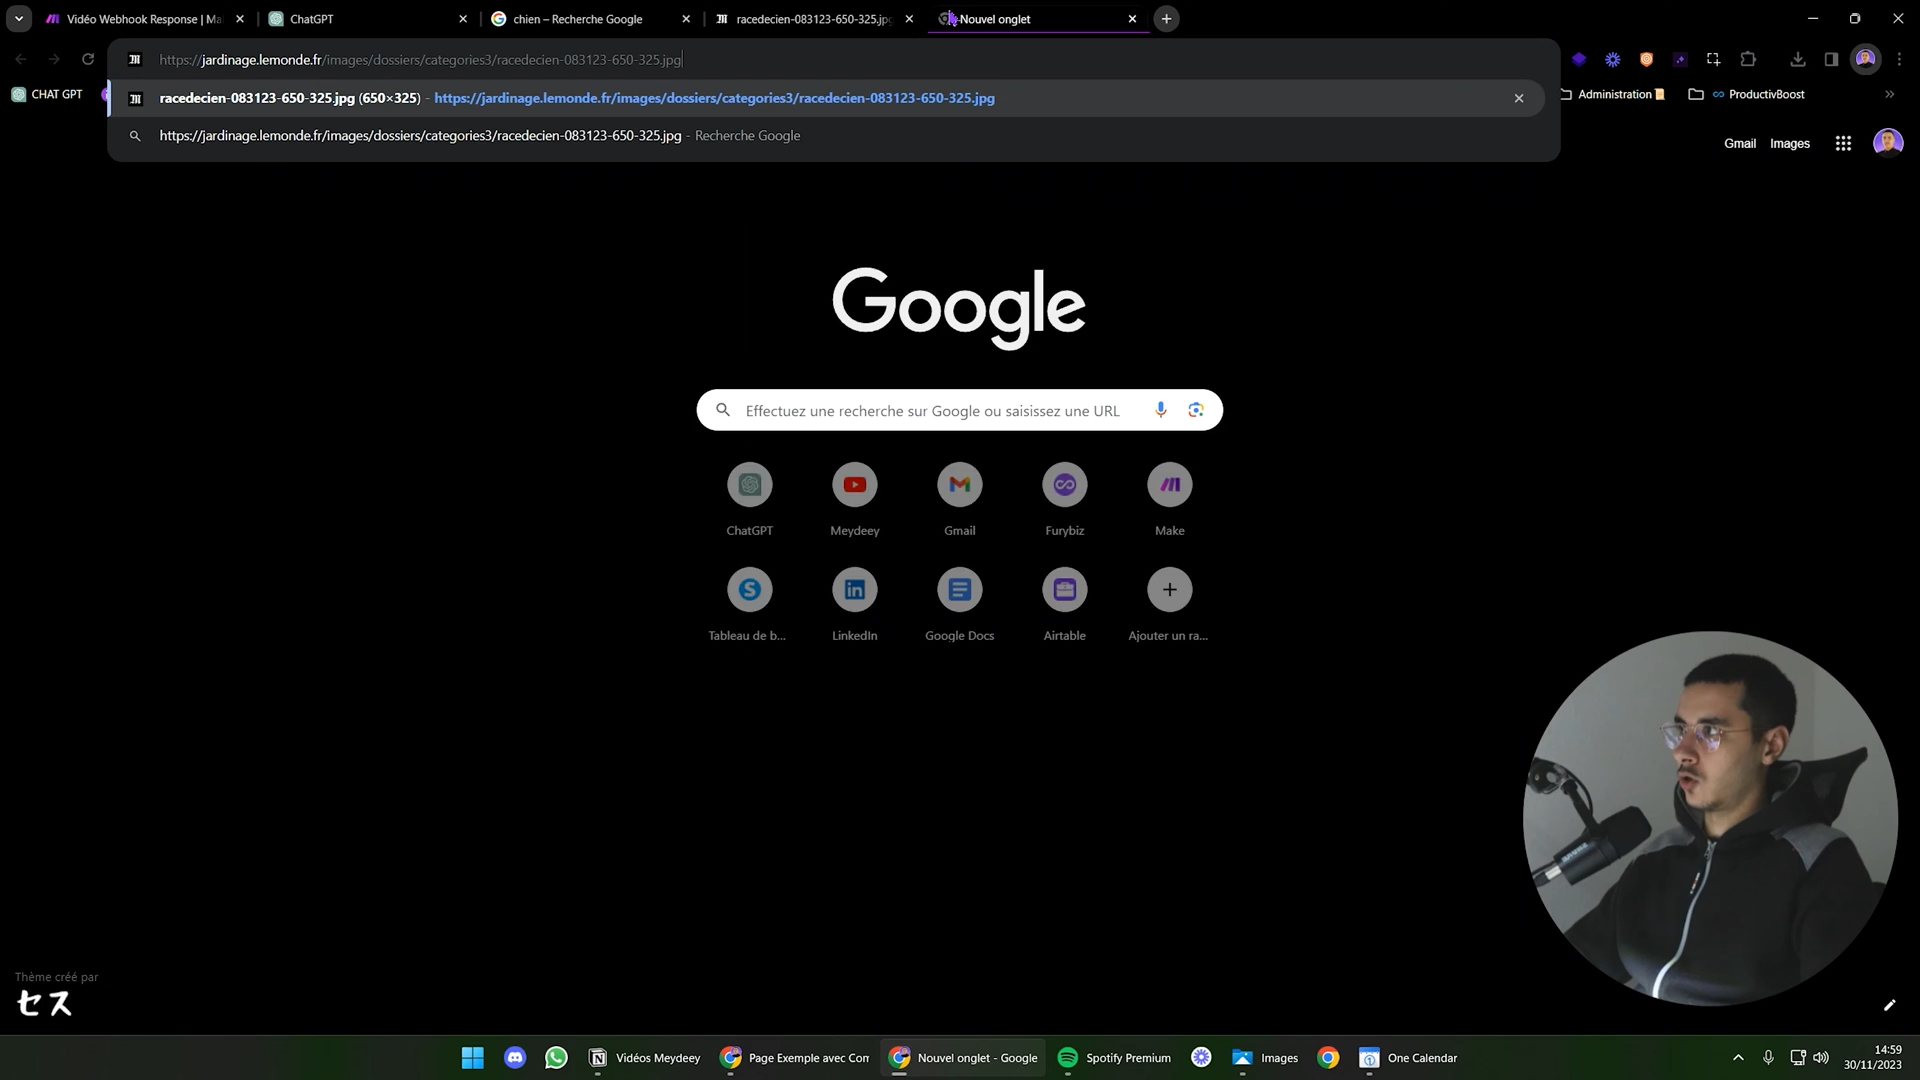 Vidéo Webhook Response | Ma
ChatGPT
chien – Recherche Google
racedecien-083123-650-325.jpg
Nouvel onglet
https://jardinage.lemonde.fr/images/dossiers/categories3/racedecien-083123-650-325.jpg
CHAT GPT
racedecien-083123-650-325.jpg (650×325) - https://jardinage.lemonde.fr/images/dossiers/categories3/racedecien-083123-650-325.jpg
Administration
ProductivBoost
https://jardinage.lemonde.fr/images/dossiers/categories3/racedecien-083123-650-325.jpg - Recherche Google
Gmail Images
Google
Effectuez une recherche sur Google ou saisissez une URL
ChatGPT
Meydeey
Gmail
Furybiz
Make
Tableau de b...
LinkedIn
Google Docs
Airtable
Ajouter un ra...
Thème créé par
セス
Vidéos Meydeey
Page Exemple avec Com
Nouvel onglet - Google
Spotify Premium
Images
One Calendar
14:59
30/11/2023